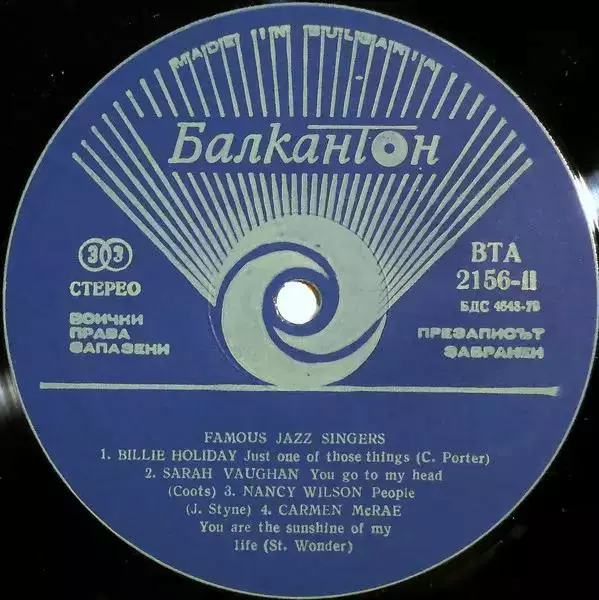 MADE IN BULGARIA
Балкантон
33
СТЕРЕО
ВСИЧКИ
ПРАВА
ЗАПАЗЕНИ
ВТА
2156-II
БДС 4648-79
ПРЕЗАПИСЪТ
ЗАБРАНЕН
FAMOUS JAZZ SINGERS
1. BILLIE HOLIDAY Just one of those things (C. Porter)
2. SARAH VAUGHAN You go to my head
(Coots) 3. NANCY WILSON People
(J. Styne) 4. CARMEN McRAE
You are the sunshine of my
life (St. Wonder)